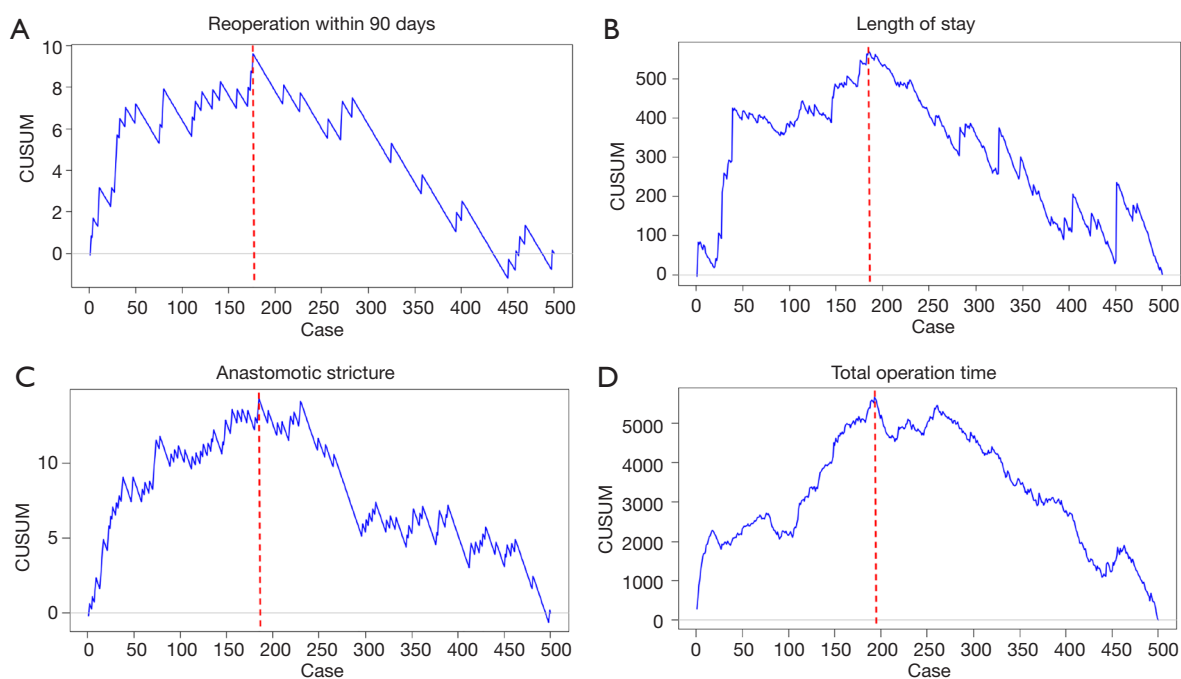 A
Reoperation within 90 days
10
8
6
4
2
0
CUSUM
0 50 100 150 200 250 300 350 400 450 500
Case
B
Length of stay
500
400
300
200
100
0
CUSUM
0 50 100 150 200 250 300 350 400 450 500
Case
C
Anastomotic stricture
10
5
0
CUSUM
0 50 100 150 200 250 300 350 400 450 500
Case
D
Total operation time
5000
4000
3000
2000
1000
0
CUSUM
0 50 100 150 200 250 300 350 400 450 500
Case